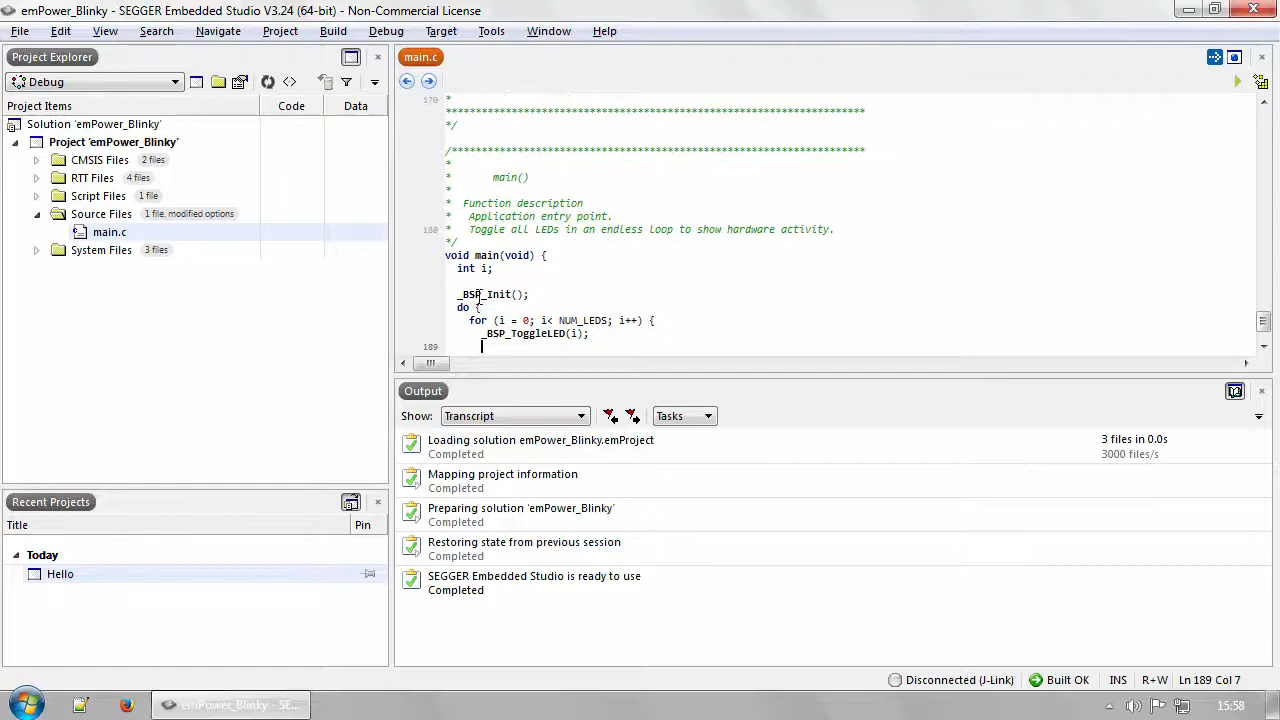 emPower_Blinky - SEGGER Embedded Studio V3.24 (64-bit) - Non-Commercial License
File Edit View Search Navigate Project Build Debug Target Tools Window Help
Project Explorer
Debug
Project Items Code Data
Solution 'emPower_Blinky'
Project 'emPower_Blinky'
CMSIS Files 2 files
RTT Files 4 files
Script Files 1 file
Source Files 1 file, modified options
main.c
System Files 3 files
Recent Projects
Title Pin
Today
Hello
main.c
170 *
**********************************************************************
*/
/*********************************************************************
*
* main()
*
* Function description
* Application entry point.
180 * Toggle all LEDs in an endless loop to show hardware activity.
*/
void main(void) {
int i;
_BSP_Init();
do {
for (i = 0; i< NUM_LEDS; i++) {
_BSP_ToggleLED(i);
189
Output
Show: Transcript Tasks
Loading solution emPower_Blinky.emProject 3 files in 0.0s
Completed 3000 files/s
Mapping project information
Completed
Preparing solution 'emPower_Blinky'
Completed
Restoring state from previous session
Completed
SEGGER Embedded Studio is ready to use
Completed
Disconnected (J-Link) Built OK INS R+W Ln 189 Col 7
emPower_Blinky - SE... 15:58